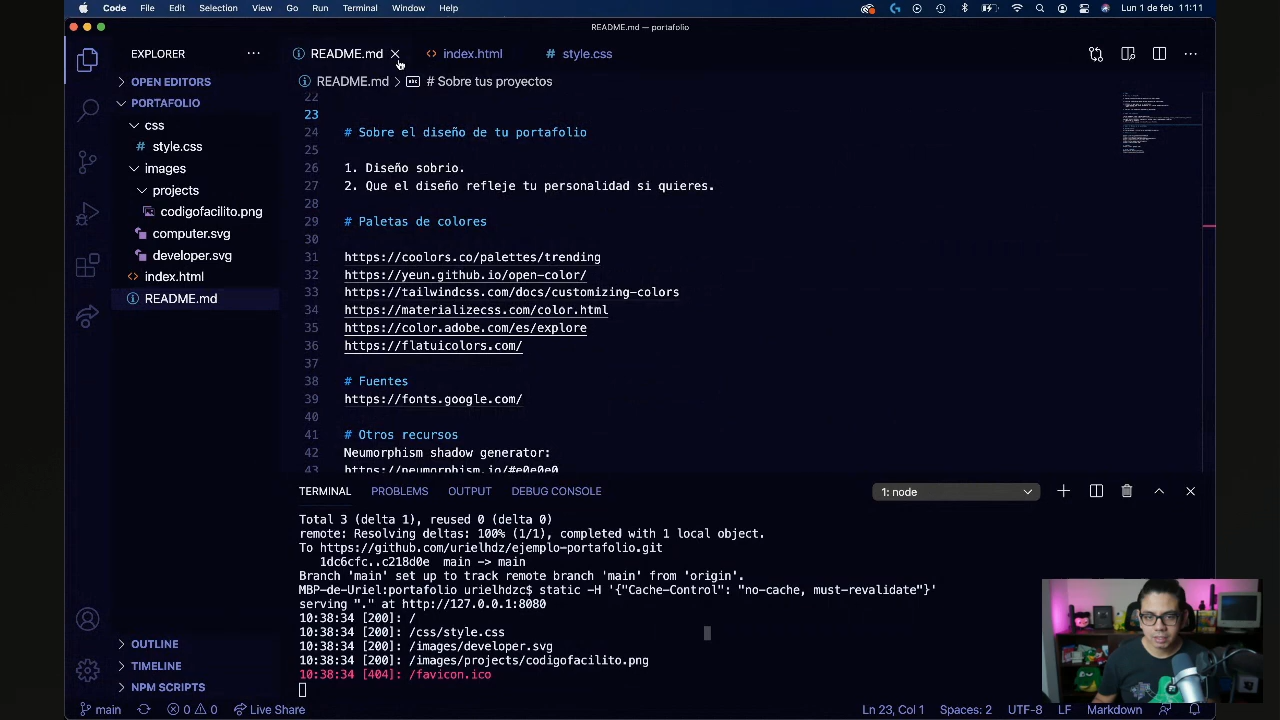 Code File Edit Selection View Go Run Terminal Window Help Lun 1 de feb 11:11
README.md — portafolio
EXPLORER
README.md index.html style.css
OPEN EDITORS
README.md > # Sobre tus proyectos
PORTAFOLIO
css
style.css
images
projects
codigofacilito.png
computer.svg
developer.svg
index.html
README.md
22
23
24 # Sobre el diseño de tu portafolio
25
26 1. Diseño sobrio.
27 2. Que el diseño refleje tu personalidad si quieres.
28
29 # Paletas de colores
30
31 https://coolors.co/palettes/trending
32 https://yeun.github.io/open-color/
33 https://tailwindcss.com/docs/customizing-colors
34 https://materializecss.com/color.html
35 https://color.adobe.com/es/explore
36 https://flatuicolors.com/
37
38 # Fuentes
39 https://fonts.google.com/
40
41 # Otros recursos
42 Neumorphism shadow generator:
43 https://neumorphism.io/#e0e0e0
TERMINAL PROBLEMS OUTPUT DEBUG CONSOLE 1: node
Total 3 (delta 1), reused 0 (delta 0)
remote: Resolving deltas: 100% (1/1), completed with 1 local object.
To https://github.com/urielhdz/ejemplo-portafolio.git
1dc6cfc..c218d0e main -> main
Branch 'main' set up to track remote branch 'main' from 'origin'.
MBP-de-Uriel:portafolio urielhdzc$ static -H '{"Cache-Control": "no-cache, must-revalidate"}'
serving "." at http://127.0.0.1:8080
10:38:34 [200]: /
10:38:34 [200]: /css/style.css
10:38:34 [200]: /images/developer.svg
10:38:34 [200]: /images/projects/codigofacilito.png
10:38:34 [404]: /favicon.ico
OUTLINE
TIMELINE
NPM SCRIPTS
main 0 0 Live Share Ln 23, Col 1 Spaces: 2 UTF-8 LF Markdown